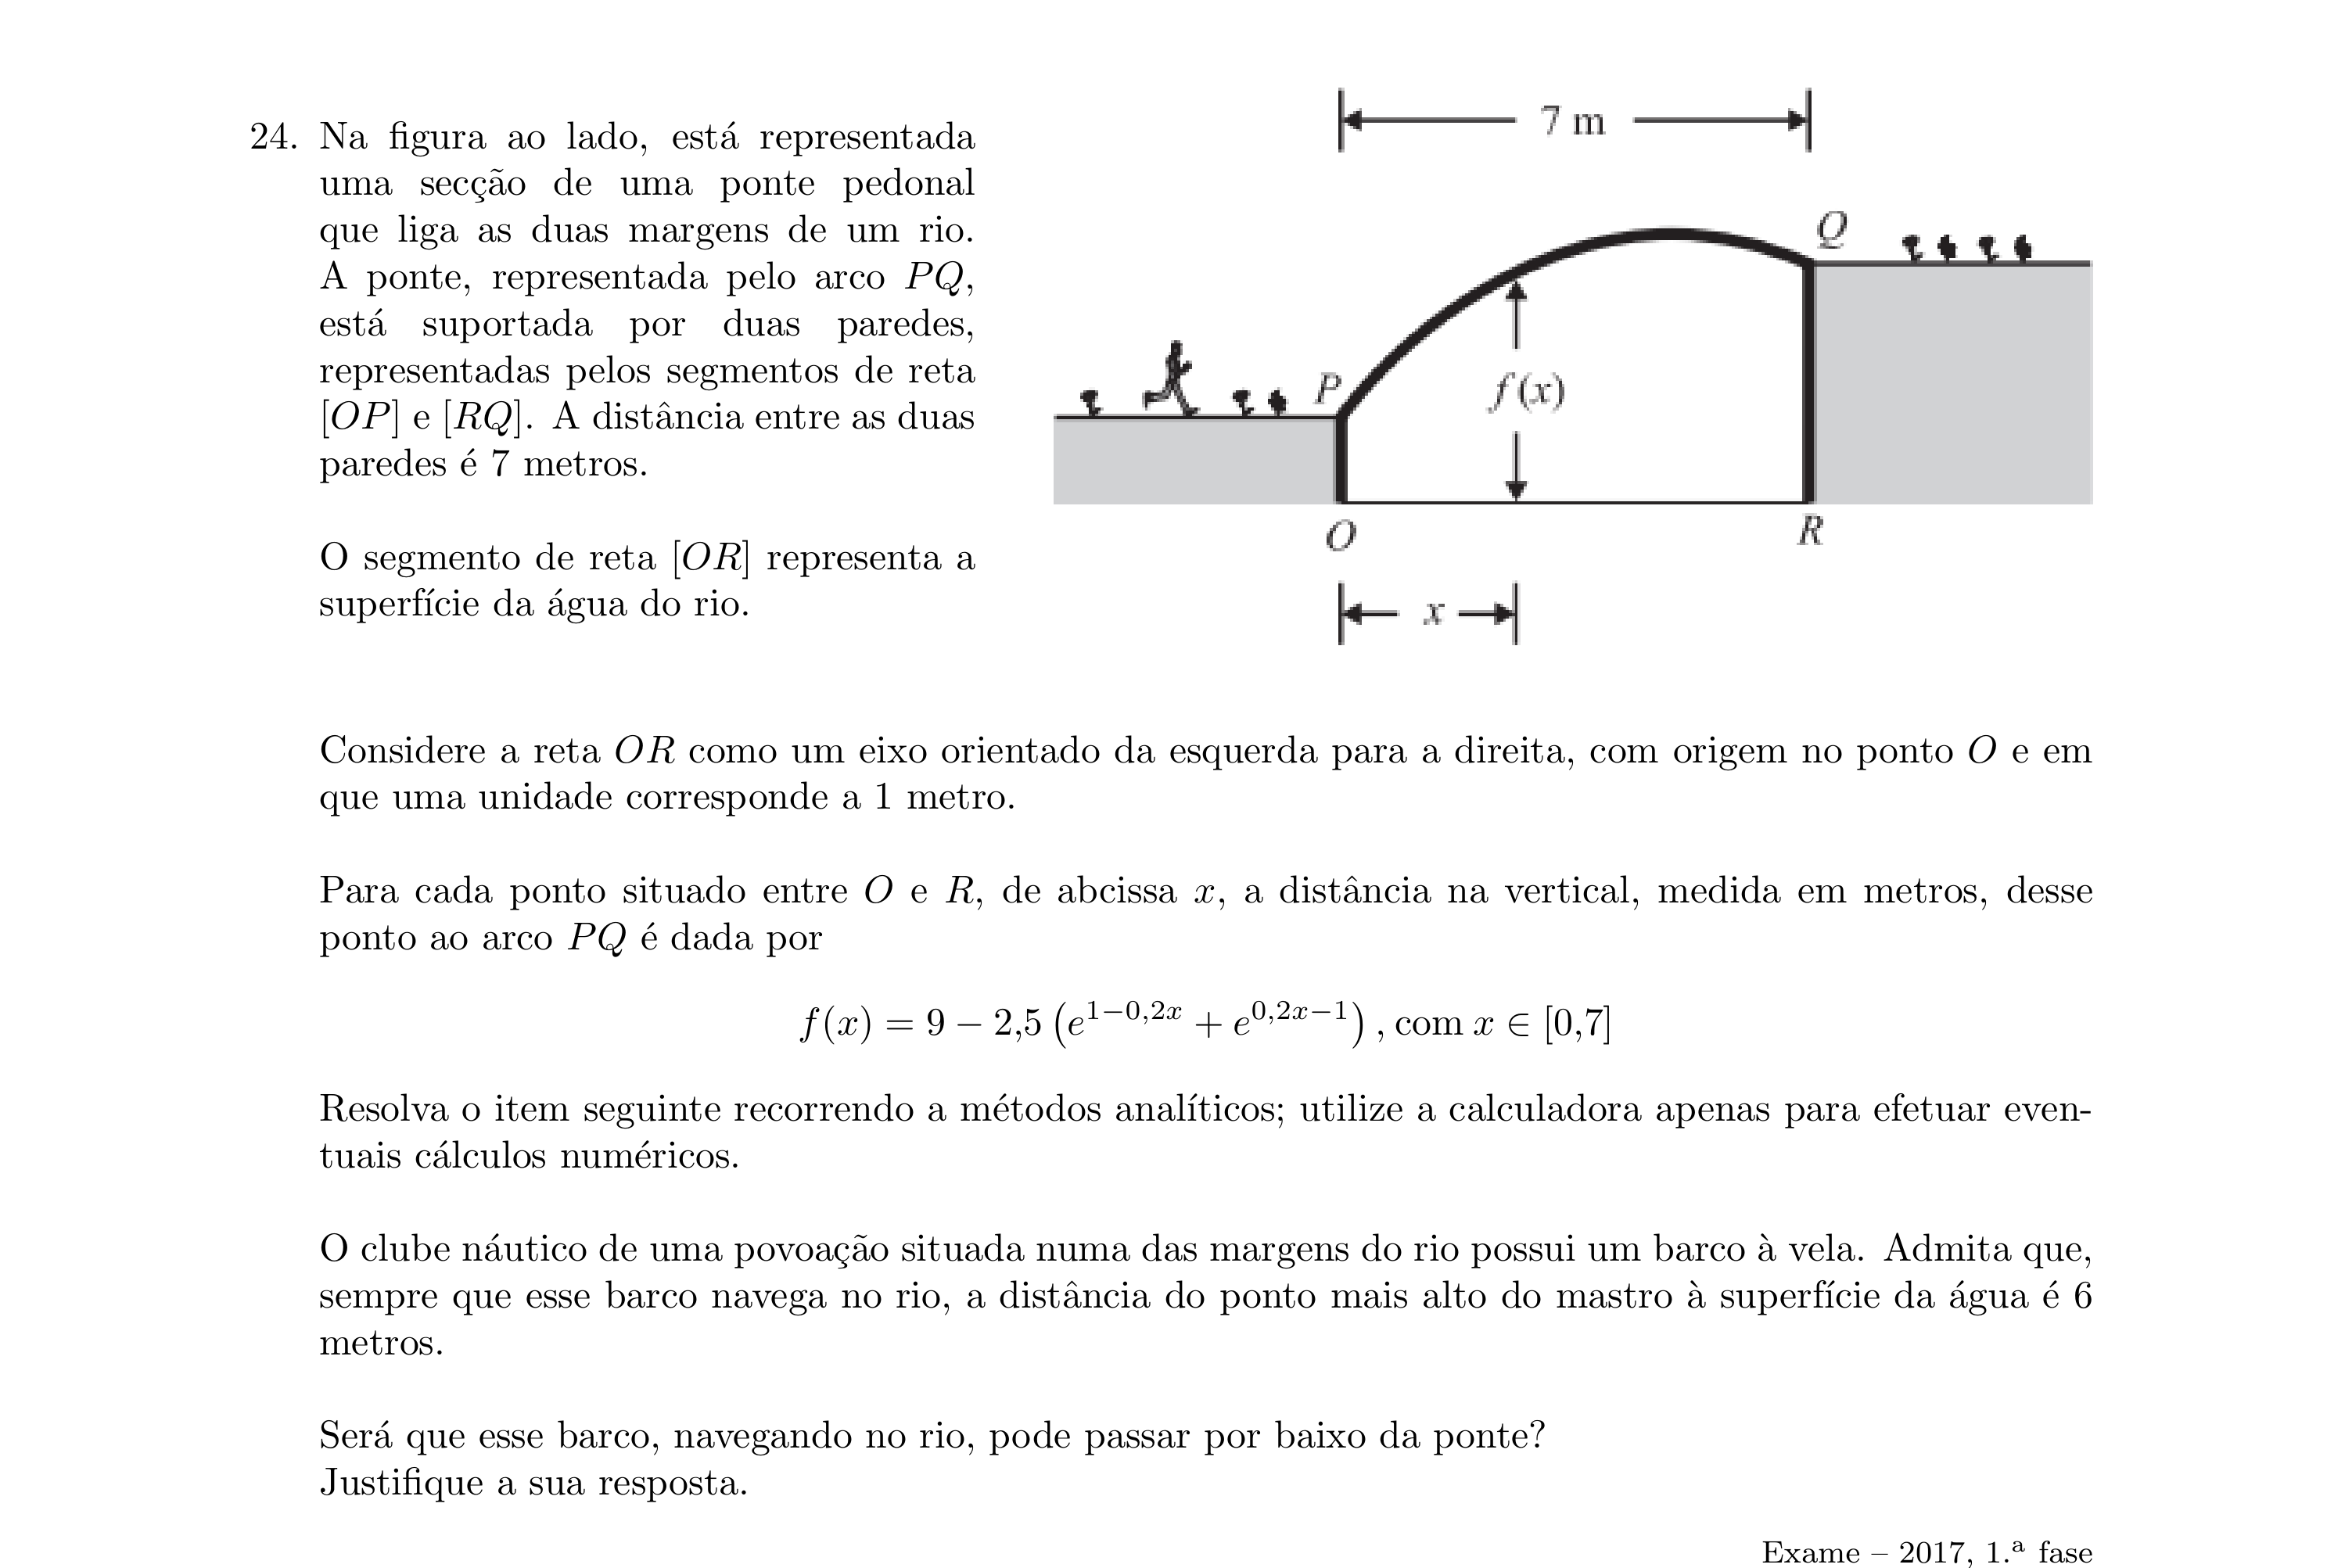 24. Na figura ao lado, está representada
uma secção de uma ponte pedonal
que liga as duas margens de um rio.
A ponte, representada pelo arco PQ,
está suportada por duas paredes,
representadas pelos segmentos de reta
[OP] e [RQ]. A distância entre as duas
paredes é 7 metros.
O segmento de reta [OR] representa a
superfície da água do rio.
7 m
Q
P
f(x)
O
R
x
Considere a reta OR como um eixo orientado da esquerda para a direita, com origem no ponto O e em
que uma unidade corresponde a 1 metro.
Para cada ponto situado entre O e R, de abcissa x, a distância na vertical, medida em metros, desse
ponto ao arco PQ é dada por
f(x) = 9 − 2,5 (e^{1−0,2x} + e^{0,2x−1}) , com x ∈ [0,7]
Resolva o item seguinte recorrendo a métodos analíticos; utilize a calculadora apenas para efetuar even-
tuais cálculos numéricos.
O clube náutico de uma povoação situada numa das margens do rio possui um barco à vela. Admita que,
sempre que esse barco navega no rio, a distância do ponto mais alto do mastro à superfície da água é 6
metros.
Será que esse barco, navegando no rio, pode passar por baixo da ponte?
Justifique a sua resposta.
Exame – 2017, 1.ª fase